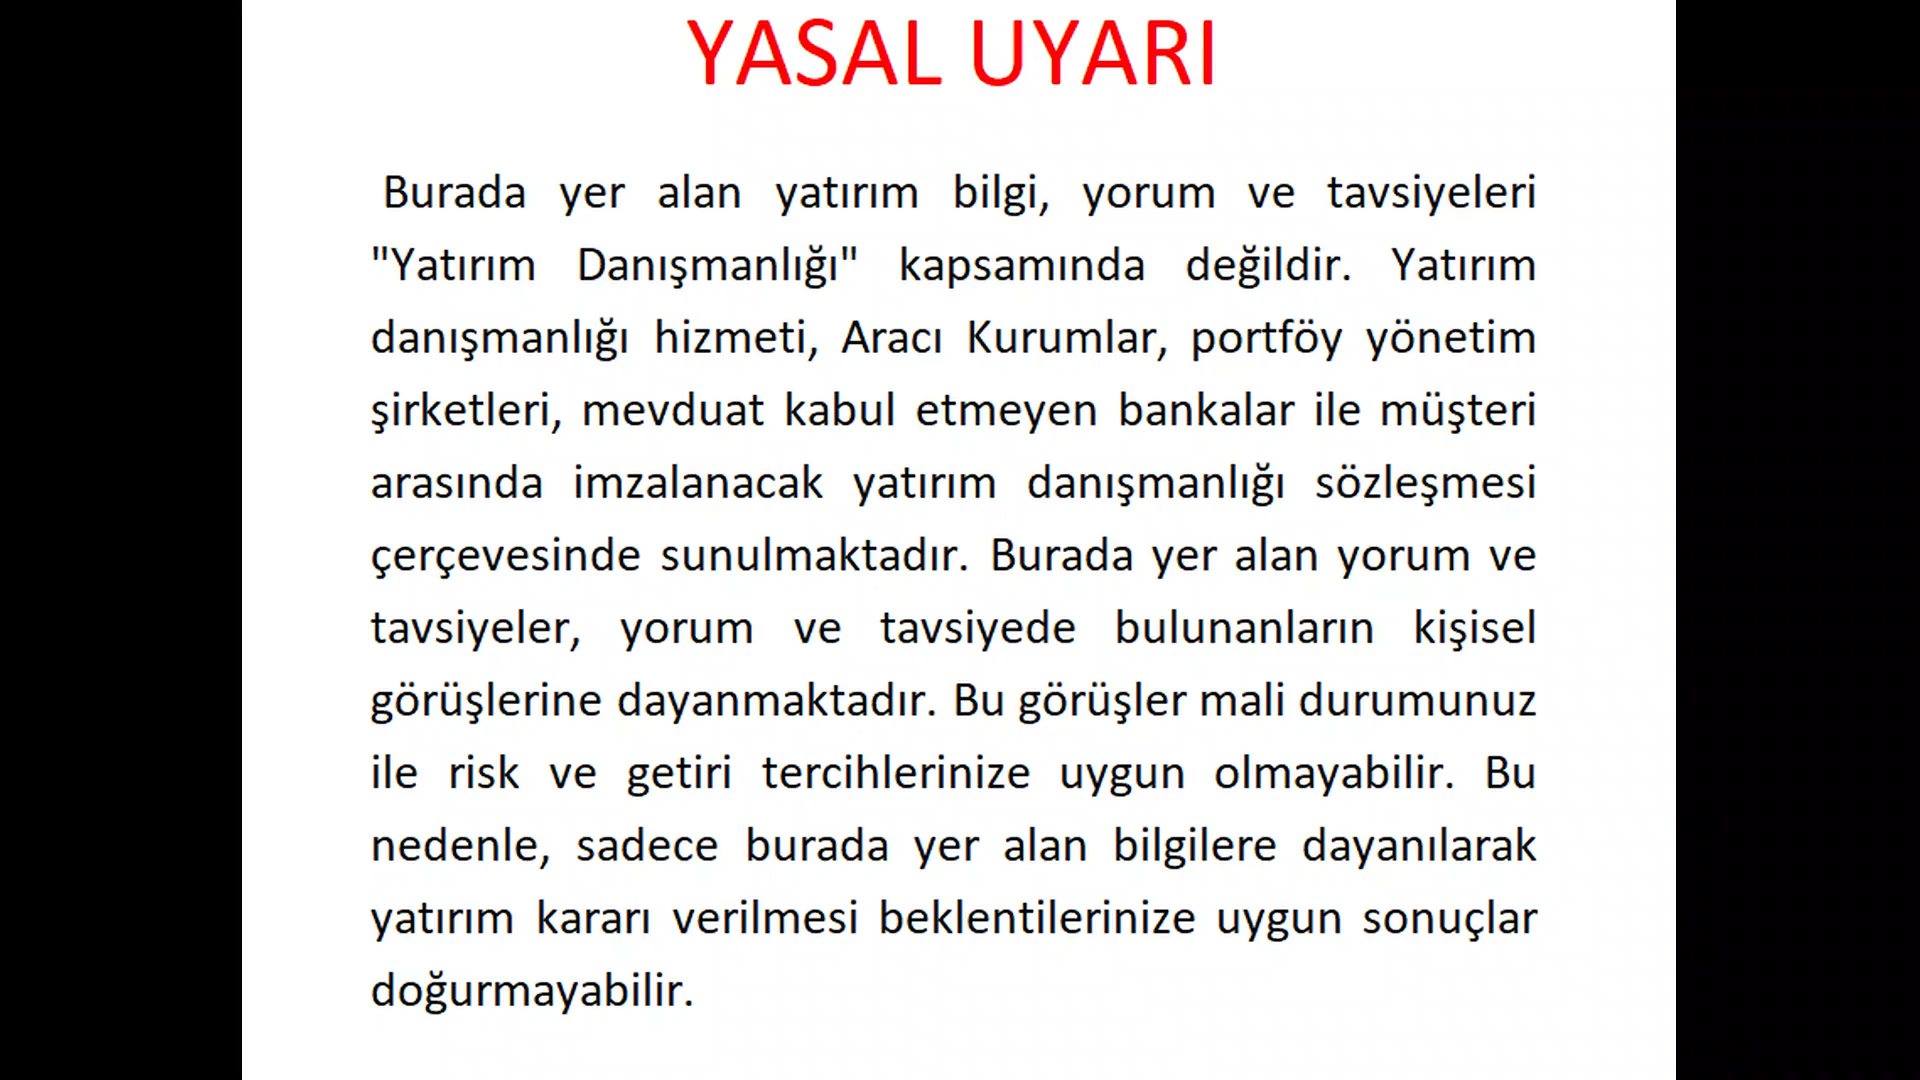 YASAL UYARI
Burada yer alan yatırım bilgi, yorum ve tavsiyeleri
"Yatırım Danışmanlığı" kapsamında değildir. Yatırım
danışmanlığı hizmeti, Aracı Kurumlar, portföy yönetim
şirketleri, mevduat kabul etmeyen bankalar ile müşteri
arasında imzalanacak yatırım danışmanlığı sözleşmesi
çerçevesinde sunulmaktadır. Burada yer alan yorum ve
tavsiyeler, yorum ve tavsiyede bulunanların kişisel
görüşlerine dayanmaktadır. Bu görüşler mali durumunuz
ile risk ve getiri tercihlerinize uygun olmayabilir. Bu
nedenle, sadece burada yer alan bilgilere dayanılarak
yatırım kararı verilmesi beklentilerinize uygun sonuçlar
doğurmayabilir.